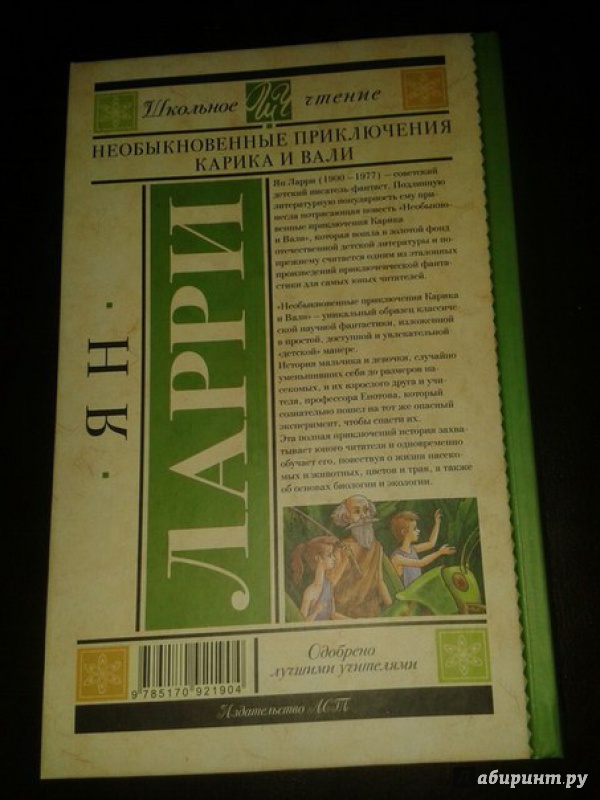 Школьное ШЧ чтение
НЕОБЫКНОВЕННЫЕ ПРИКЛЮЧЕНИЯ
КАРИКА И ВАЛИ
ЯН
ЛАРРИ
Ян Ларри (1900 – 1977) – советский
детский писатель-фантаст. Подлинную
литературную популярность ему при-
несла потрясающая повесть «Необыкно-
венные приключения Карика
и Вали», которая вошла в золотой фонд
отечественной детской литературы и по-
прежнему считается одним из эталонных
произведений приключенческой фанта-
стики для самых юных читателей.
«Необыкновенные приключения Карика
и Вали» – уникальный образец классиче-
ской научной фантастики, изложенной
в простой, доступной и увлекательной
«детской» манере.
История мальчика и девочки, случайно
уменьшивших себя до размеров на-
секомых, и их взрослого друга и учи-
теля, профессора Енотова, который
сознательно пошел на тот же опасный
эксперимент, чтобы спасти их.
Эта полная приключений история захва-
тывает юного читателя и одновременно
обучает его, повествуя о жизни насеко-
мых и животных, цветов и трав, а также
об основах биологии и экологии.
9 785170 921904
Одобрено
лучшими учителями
Издательство АСТ
абиринт.ру